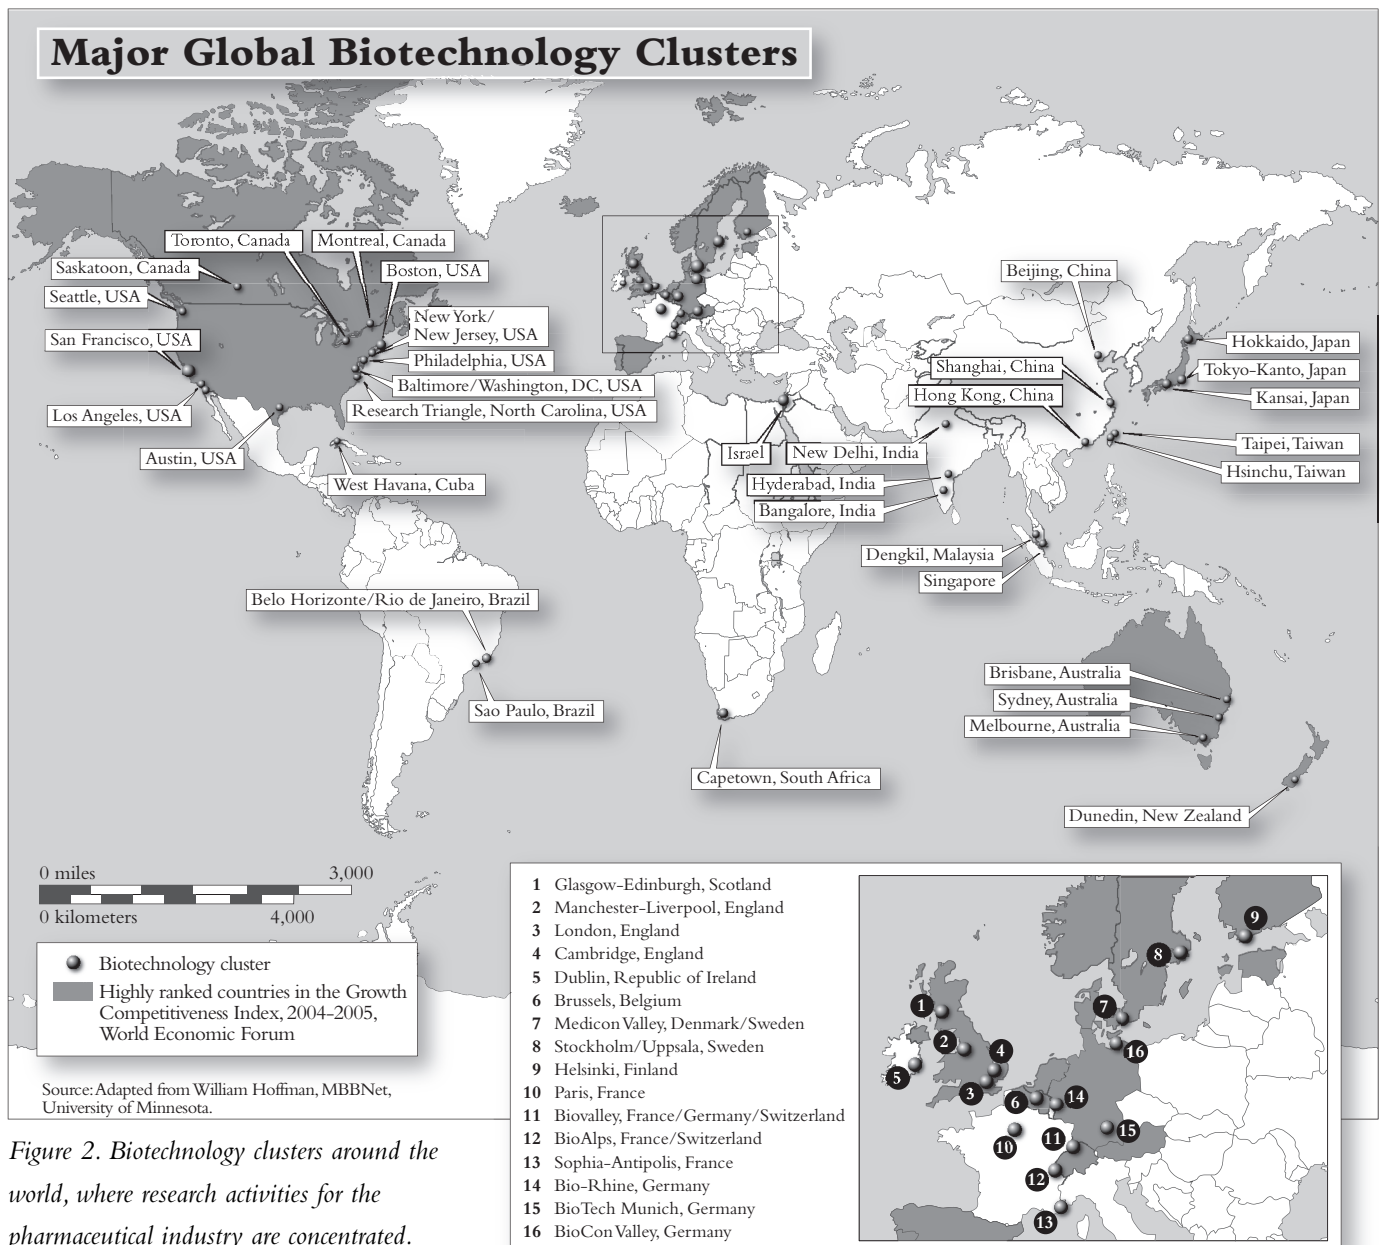 Major Global Biotechnology Clusters
Toronto, Canada
Montreal, Canada
Saskatoon, Canada
Boston, USA
Seattle, USA
New York/
New Jersey, USA
San Francisco, USA
Philadelphia, USA
Baltimore/Washington, DC, USA
Los Angeles, USA
Research Triangle, North Carolina, USA
Austin, USA
West Havana, Cuba
Belo Horizonte/Rio de Janeiro, Brazil
Sao Paulo, Brazil
Beijing, China
Hokkaido, Japan
Shanghai, China
Tokyo-Kanto, Japan
Hong Kong, China
Kansai, Japan
Israel
New Delhi, India
Taipei, Taiwan
Hyderabad, India
Hsinchu, Taiwan
Bangalore, India
Dengkil, Malaysia
Singapore
Brisbane, Australia
Sydney, Australia
Melbourne, Australia
Capetown, South Africa
Dunedin, New Zealand
0 miles 3,000
0 kilometers 4,000
Biotechnology cluster
Highly ranked countries in the Growth
Competitiveness Index, 2004-2005,
World Economic Forum
Source: Adapted from William Hoffman, MBBNet,
University of Minnesota.
Figure 2. Biotechnology clusters around the
world, where research activities for the
pharmaceutical industry are concentrated.
1 Glasgow-Edinburgh, Scotland
2 Manchester-Liverpool, England
3 London, England
4 Cambridge, England
5 Dublin, Republic of Ireland
6 Brussels, Belgium
7 Medicon Valley, Denmark/Sweden
8 Stockholm/Uppsala, Sweden
9 Helsinki, Finland
10 Paris, France
11 Biovalley, France/Germany/Switzerland
12 BioAlps, France/Switzerland
13 Sophia-Antipolis, France
14 Bio-Rhine, Germany
15 BioTech Munich, Germany
16 BioCon Valley, Germany
9
8
1
7
2
4
16
5
3
6
14
10
11
15
12
13